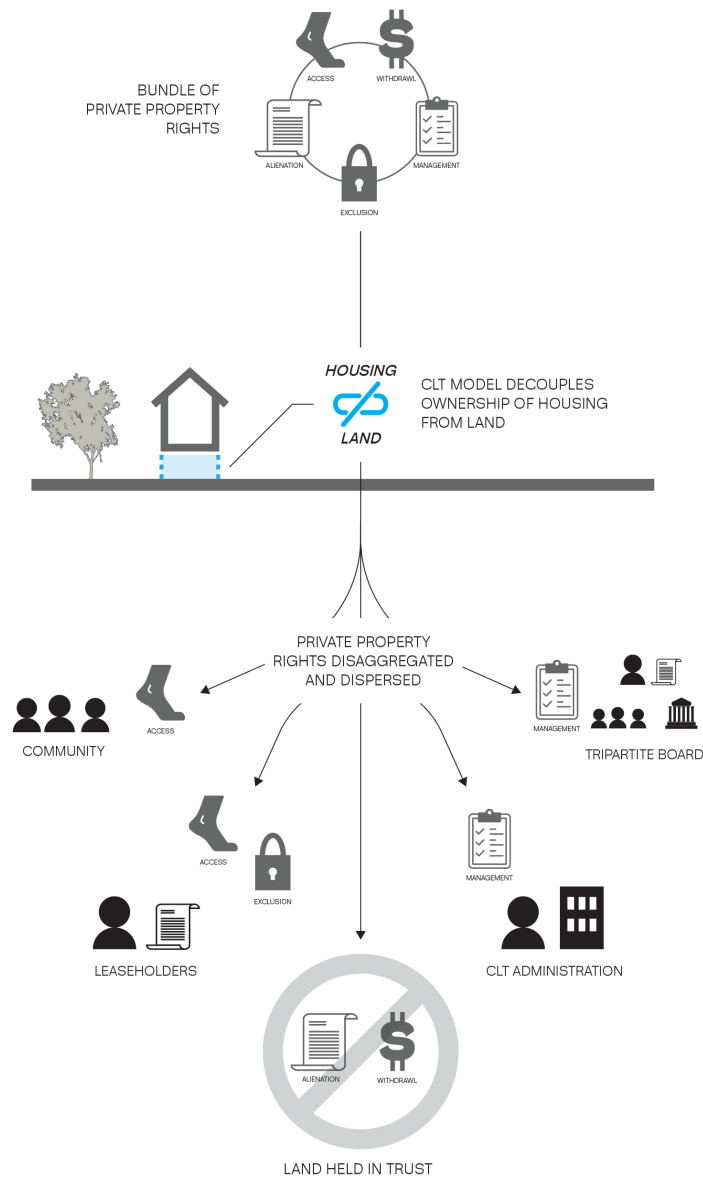 ACCESS
WITHDRAWL
BUNDLE OF
PRIVATE PROPERTY
RIGHTS
ALIENATION
MANAGEMENT
EXCLUSION
HOUSING
LAND
CLT MODEL DECOUPLES
OWNERSHIP OF HOUSING
FROM LAND
PRIVATE PROPERTY
RIGHTS DISAGGREGATED
AND DISPERSED
ACCESS
COMMUNITY
MANAGEMENT
TRIPARTITE BOARD
ACCESS
EXCLUSION
LEASEHOLDERS
MANAGEMENT
CLT ADMINISTRATION
ALIENATION
WITHDRAWL
LAND HELD IN TRUST